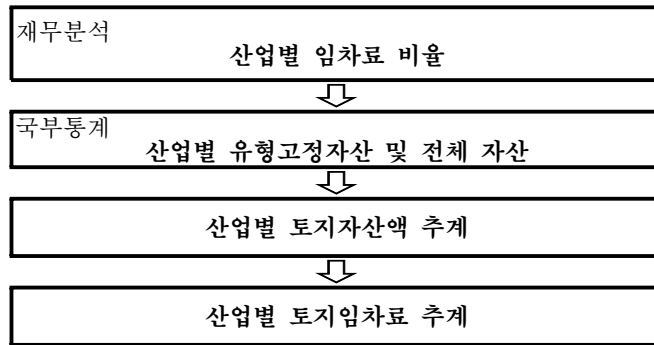 재무분석
산업별 임차료 비율
국부통계
산업별 유형고정자산 및 전체 자산
산업별 토지자산액 추계
산업별 토지임차료 추계